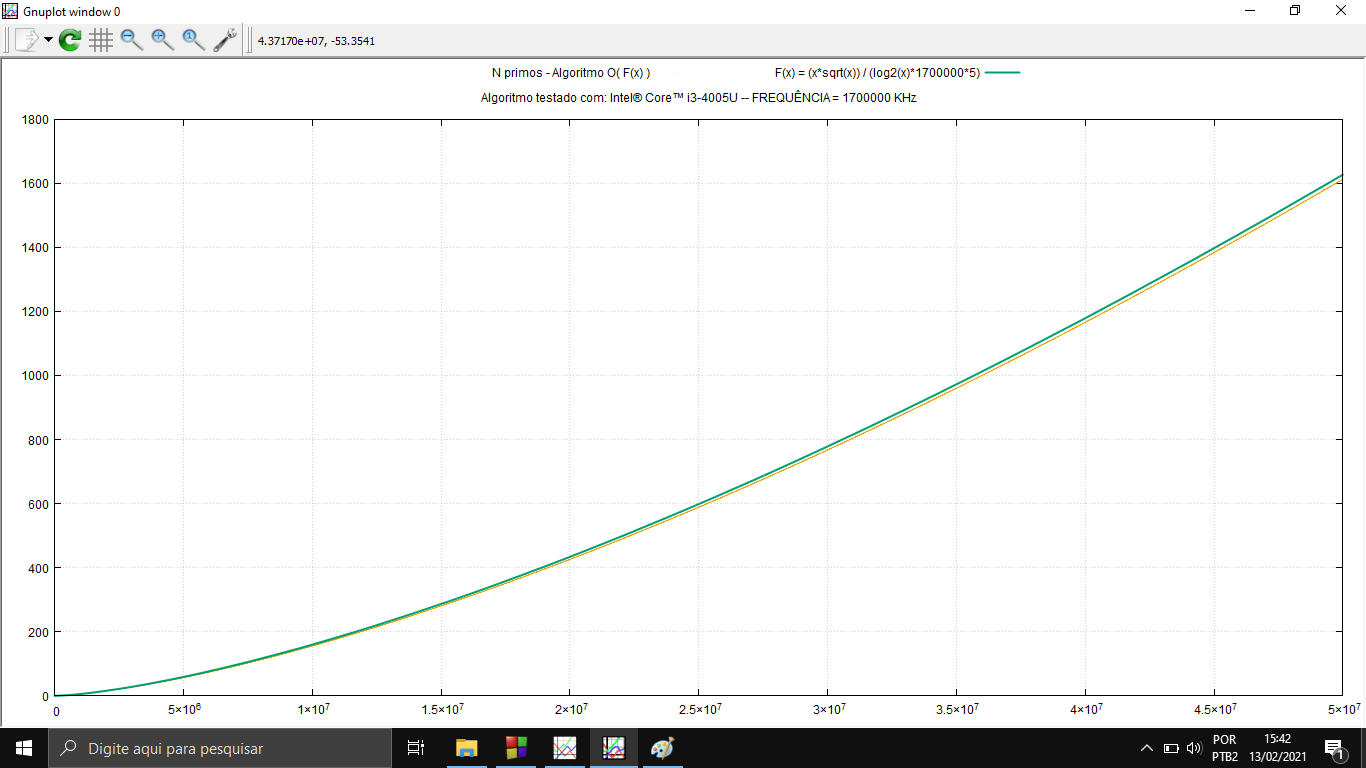 Gnuplot window 0
4.37170e+07, -53.3541
N primos - Algoritmo O( F(x) )
F(x) = (x*sqrt(x)) / (log2(x)*1700000*5)
Algoritmo testado com: Intel® Core™ i3-4005U -- FREQUÊNCIA = 1700000 KHz
1800
1600
1400
1200
1000
800
600
400
200
0
0 5×10⁶ 1×10⁷ 1.5×10⁷ 2×10⁷ 2.5×10⁷ 3×10⁷ 3.5×10⁷ 4×10⁷ 4.5×10⁷ 5×10⁷
Digite aqui para pesquisar
POR
PTB2
15:42
13/02/2021
1